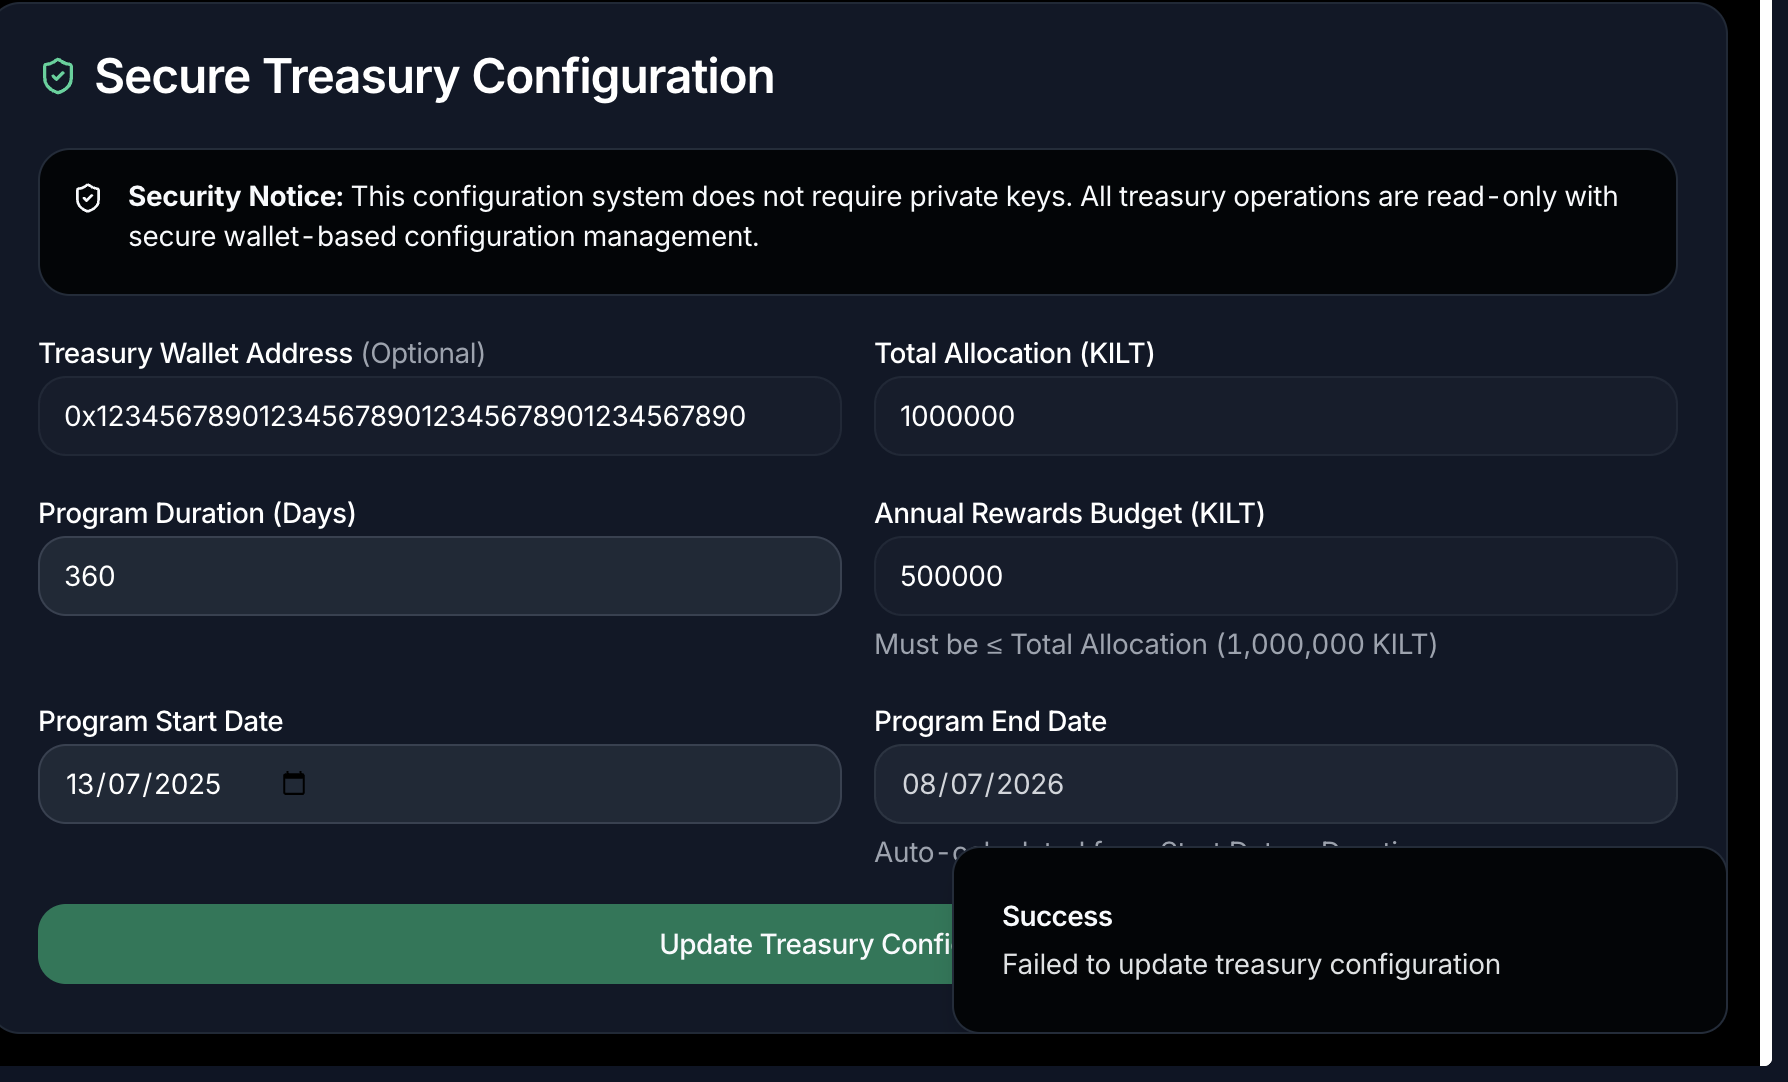 Secure Treasury Configuration
Security Notice: This configuration system does not require private keys. All treasury operations are read-only with
secure wallet-based configuration management.
Treasury Wallet Address (Optional)
Total Allocation (KILT)
0x1234567890123456789012345678901234567890
1000000
Program Duration (Days)
Annual Rewards Budget (KILT)
360
500000
Must be ≤ Total Allocation (1,000,000 KILT)
Program Start Date
Program End Date
13/07/2025
08/07/2026
Auto-
Update Treasury Confi
Success
Failed to update treasury configuration